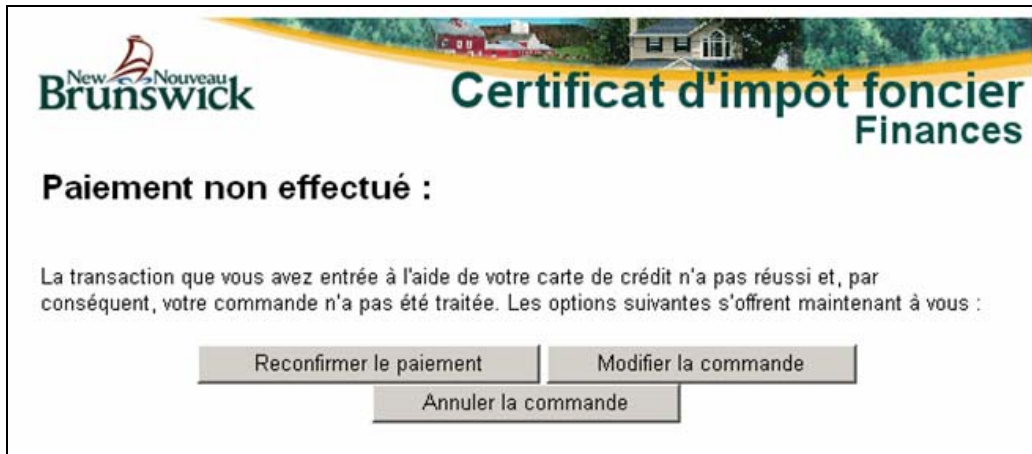 New Nouveau
Brunswick
Certificat d'impôt foncier
Finances
Paiement non effectué :
La transaction que vous avez entrée à l'aide de votre carte de crédit n'a pas réussi et, par
conséquent, votre commande n'a pas été traitée. Les options suivantes s'offrent maintenant à vous :
Reconfirmer le paiement
Modifier la commande
Annuler la commande